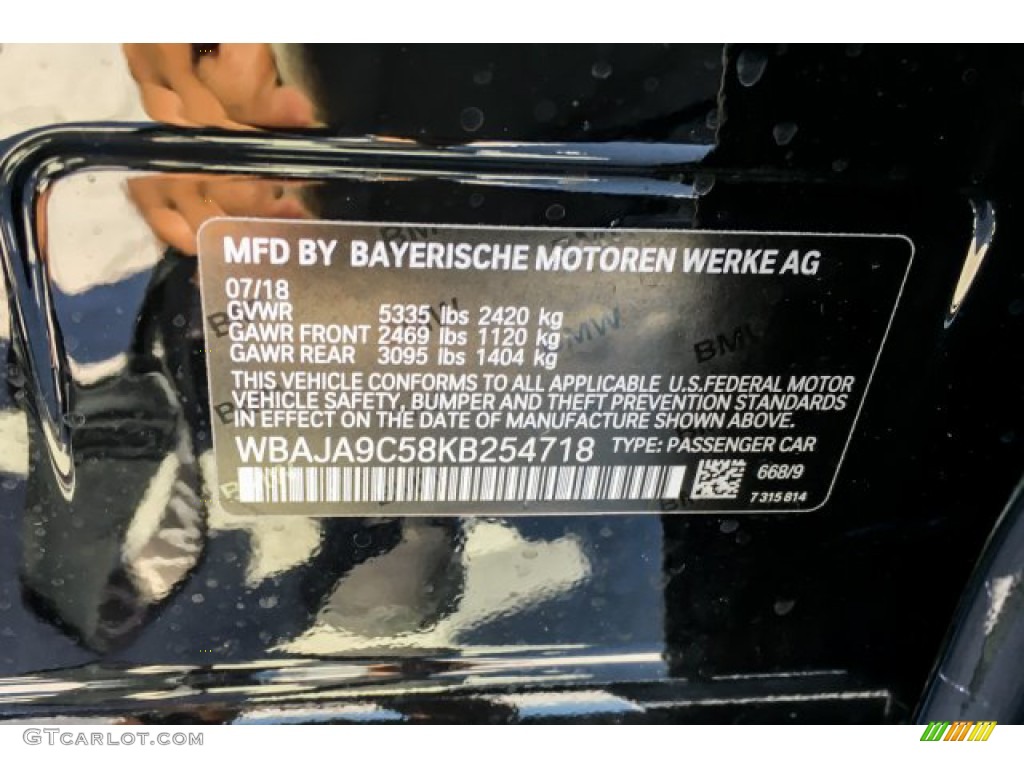 MFD BY BAYERISCHE MOTOREN WERKE AG
07/18
GVWR 5335 lbs 2420 kg
GAWR FRONT 2469 lbs 1120 kg
GAWR REAR 3095 lbs 1404 kg
THIS VEHICLE CONFORMS TO ALL APPLICABLE U.S.FEDERAL MOTOR
VEHICLE SAFETY, BUMPER AND THEFT PREVENTION STANDARDS
IN EFFECT ON THE DATE OF MANUFACTURE SHOWN ABOVE.
WBAJA9C58KB254718 TYPE: PASSENGER CAR
668/9
7315814
GTCarLot.com